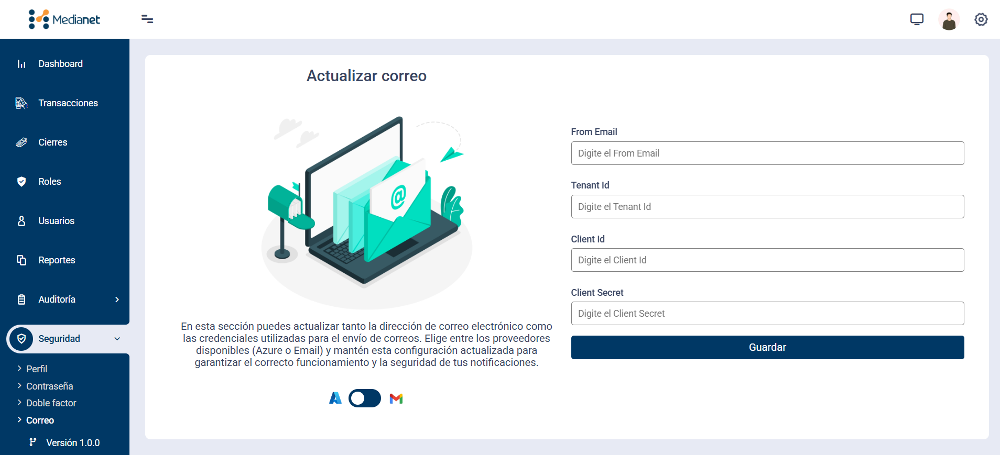 Medianet
Dashboard
Transacciones
Cierres
Roles
Usuarios
Reportes
Auditoría
Seguridad
Perfil
Contraseña
Doble factor
Correo
Versión 1.0.0
Actualizar correo
@
En esta sección puedes actualizar tanto la dirección de correo electrónico como
las credenciales utilizadas para el envío de correos. Elige entre los proveedores
disponibles (Azure o Email) y mantén esta configuración actualizada para
garantizar el correcto funcionamiento y la seguridad de tus notificaciones.
From Email
Digite el From Email
Tenant Id
Digite el Tenant Id
Client Id
Digite el Client Id
Client Secret
Digite el Client Secret
Guardar